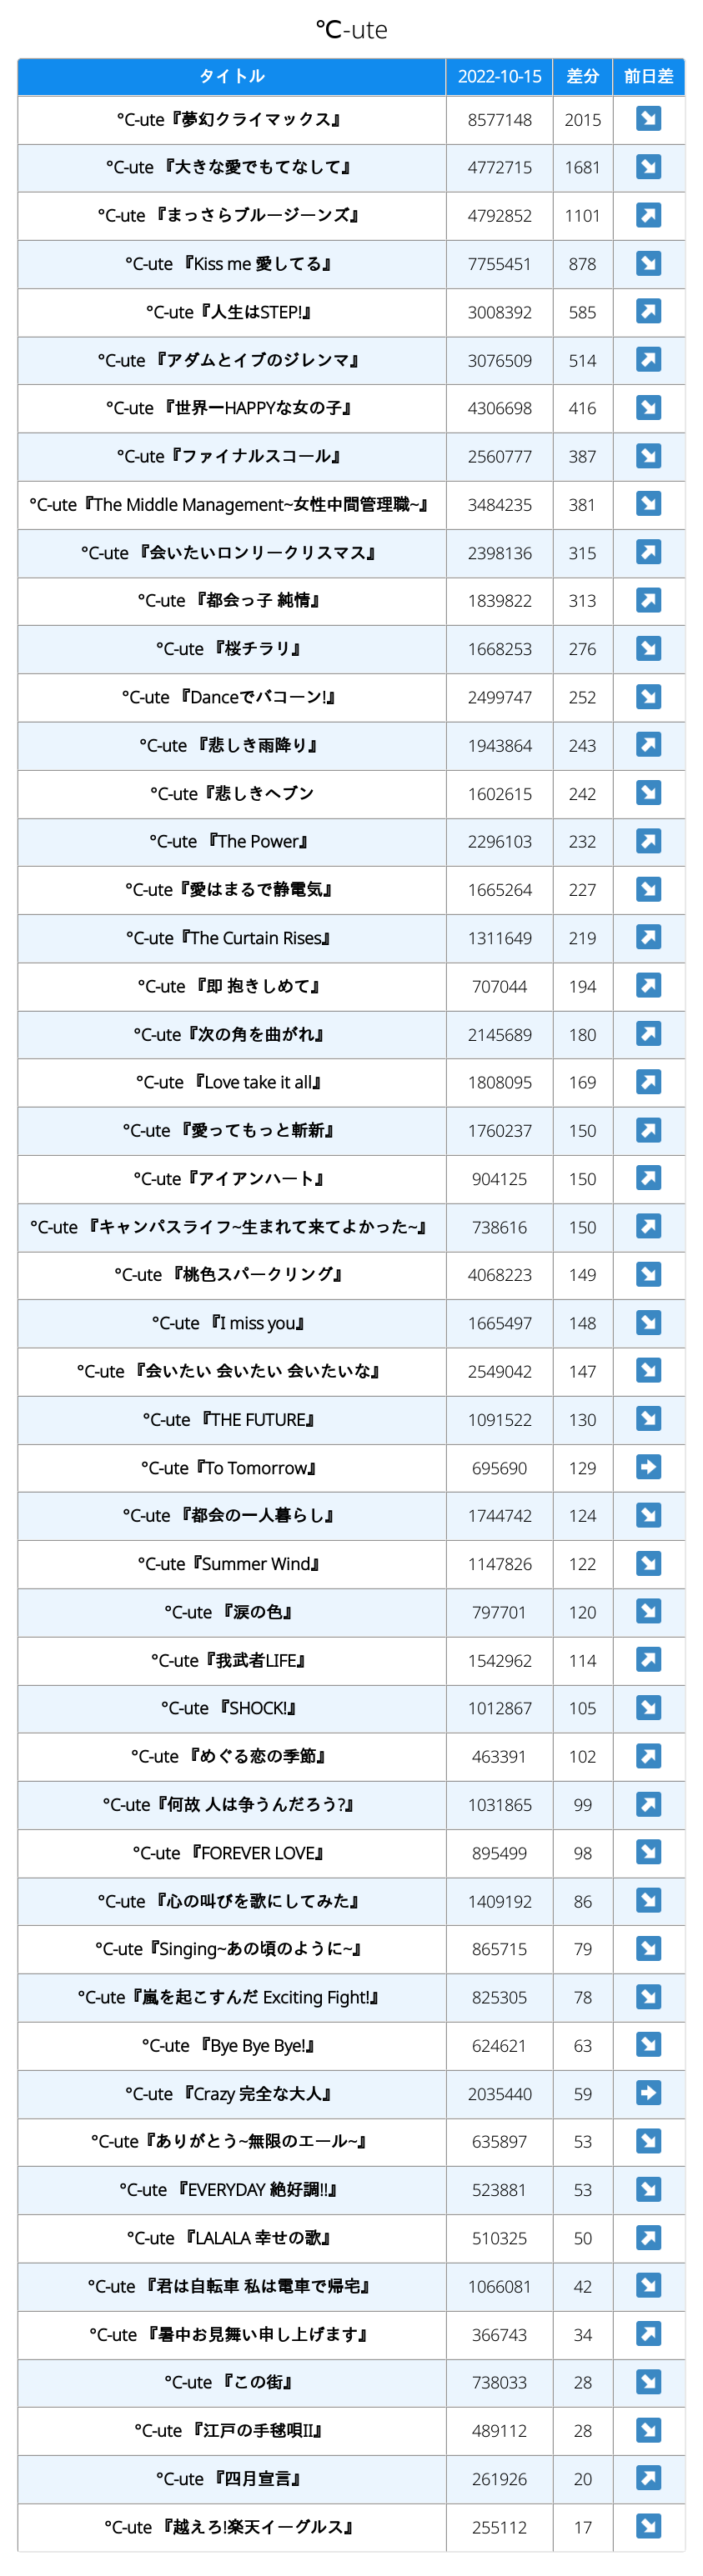 ℃-ute
タイトル 2022-10-15 差分 前日差
°C-ute『夢幻クライマックス』 8577148 2015 ↘
°C-ute 『大きな愛でもてなして』 4772715 1681 ↘
°C-ute 『まっさらブルージーンズ』 4792852 1101 ↗
°C-ute 『Kiss me 愛してる』 7755451 878 ↘
°C-ute『人生はSTEP!』 3008392 585 ↗
°C-ute 『アダムとイブのジレンマ』 3076509 514 ↗
°C-ute 『世界一HAPPYな女の子』 4306698 416 ↘
°C-ute『ファイナルスコール』 2560777 387 ↘
°C-ute『The Middle Management~女性中間管理職~』 3484235 381 ↘
°C-ute 『会いたいロンリークリスマス』 2398136 315 ↗
°C-ute 『都会っ子 純情』 1839822 313 ↗
°C-ute 『桜チラリ』 1668253 276 ↘
°C-ute 『Danceでバコーン!』 2499747 252 ↘
°C-ute 『悲しき雨降り』 1943864 243 ↗
°C-ute『悲しきヘブン 1602615 242 ↘
°C-ute 『The Power』 2296103 232 ↗
°C-ute『愛はまるで静電気』 1665264 227 ↘
°C-ute『The Curtain Rises』 1311649 219 ↗
°C-ute 『即 抱きしめて』 707044 194 ↗
°C-ute『次の角を曲がれ』 2145689 180 ↗
°C-ute 『Love take it all』 1808095 169 ↗
°C-ute 『愛ってもっと斬新』 1760237 150 ↗
°C-ute『アイアンハート』 904125 150 ↗
°C-ute 『キャンパスライフ~生まれて来てよかった~』 738616 150 ↗
°C-ute 『桃色スパークリング』 4068223 149 ↘
°C-ute 『I miss you』 1665497 148 ↘
°C-ute 『会いたい 会いたい 会いたいな』 2549042 147 ↘
°C-ute 『THE FUTURE』 1091522 130 ↘
°C-ute『To Tomorrow』 695690 129 ➡
°C-ute 『都会の一人暮らし』 1744742 124 ↘
°C-ute『Summer Wind』 1147826 122 ↘
°C-ute 『涙の色』 797701 120 ↘
°C-ute『我武者LIFE』 1542962 114 ↗
°C-ute 『SHOCK!』 1012867 105 ↘
°C-ute 『めぐる恋の季節』 463391 102 ↗
°C-ute『何故 人は争うんだろう?』 1031865 99 ↗
°C-ute 『FOREVER LOVE』 895499 98 ↘
°C-ute 『心の叫びを歌にしてみた』 1409192 86 ↘
°C-ute『Singing~あの頃のように~』 865715 79 ↘
°C-ute『嵐を起こすんだ Exciting Fight!』 825305 78 ↘
°C-ute 『Bye Bye Bye!』 624621 63 ↘
°C-ute 『Crazy 完全な大人』 2035440 59 ➡
°C-ute『ありがとう~無限のエール~』 635897 53 ↘
°C-ute 『EVERYDAY 絶好調!!』 523881 53 ↘
°C-ute 『LALALA 幸せの歌』 510325 50 ↗
°C-ute 『君は自転車 私は電車で帰宅』 1066081 42 ↘
°C-ute 『暑中お見舞い申し上げます』 366743 34 ↗
°C-ute 『この街』 738033 28 ↘
°C-ute 『江戸の手毬唄II』 489112 28 ↘
°C-ute 『四月宣言』 261926 20 ↗
°C-ute 『越えろ!楽天イーグルス』 255112 17 ↘